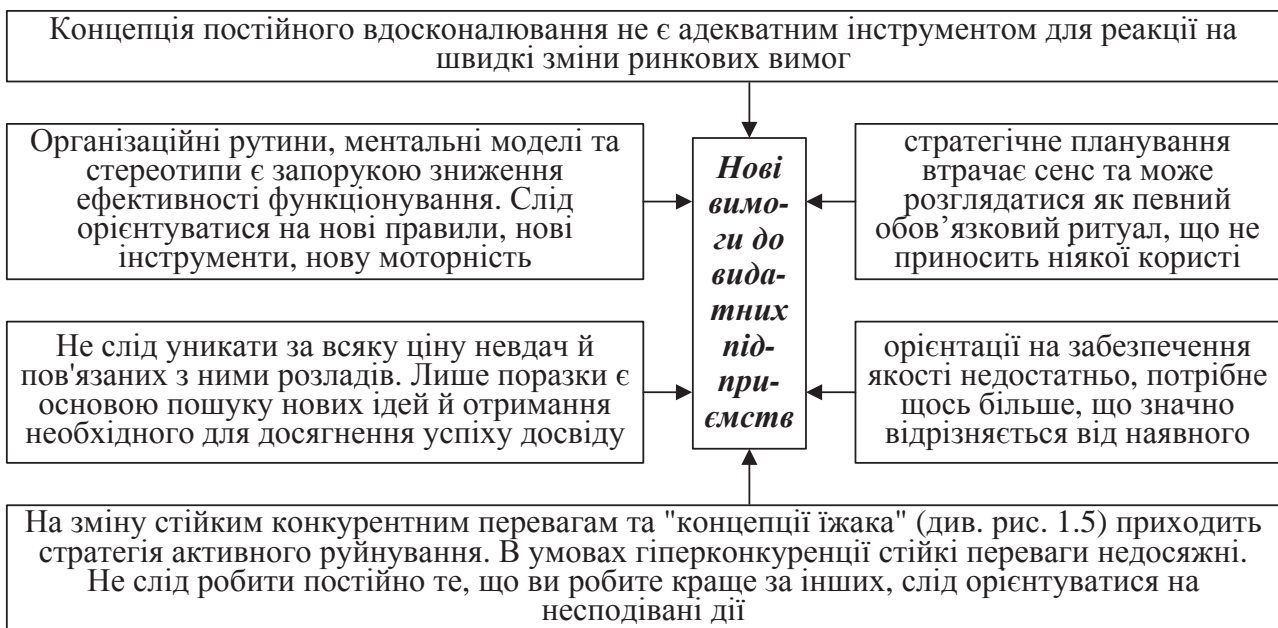 Концепція постійного вдосконалювання не є адекватним інструментом для реакції на
швидкі зміни ринкових вимог
Організаційні рутини, ментальні моделі та
стереотипи є запорукою зниження
ефективності функціонування. Слід
орієнтуватися на нові правили, нові
інструменти, нову моторність
Нові
вимо-
ги до
вида-
тних
під-
при-
ємств
стратегічне планування
втрачає сенс та може
розглядатися як певний
обов’язковий ритуал, що не
приносить ніякої користі
Не слід уникати за всяку ціну невдач й
пов'язаних з ними розладів. Лише поразки є
основою пошуку нових ідей й отримання
необхідного для досягнення успіху досвіду
орієнтації на забезпечення
якості недостатньо, потрібне
щось більше, що значно
відрізняється від наявного
На зміну стійким конкурентним перевагам та "концепції їжака" (див. рис. 1.5) приходить
стратегія активного руйнування. В умовах гіперконкуренції стійкі переваги недосяжні.
Не слід робити постійно те, що ви робите краще за інших, слід орієнтуватися на
несподівані дії